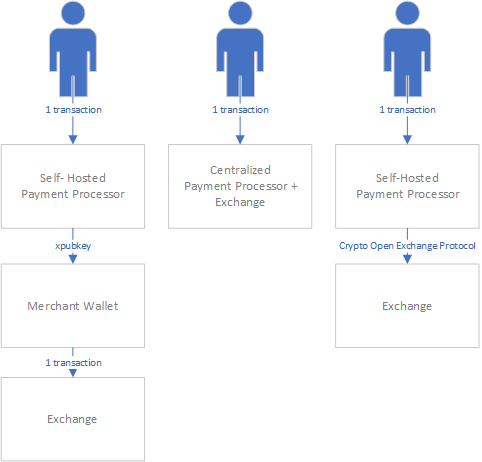 1 transaction
Self- Hosted
Payment Processor
xpubkey
Merchant Wallet
1 transaction
Exchange
1 transaction
Centralized
Payment Processor +
Exchange
1 transaction
Self-Hosted
Payment Processor
Crypto Open Exchange Protocol
Exchange